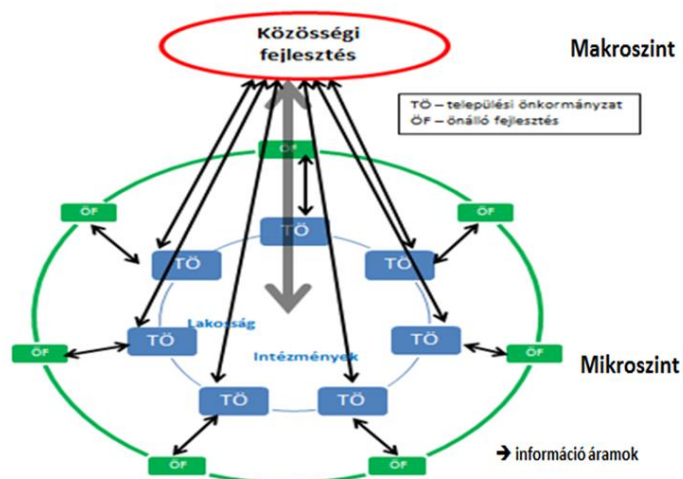 Közösségi
fejlesztés
Makroszint
TÖ – települési önkormányzat
ÖF – önálló fejlesztés
ÖF
ÖF
ÖF
TÖ
TÖ
TÖ
Lakosság
TÖ
TÖ
ÖF
ÖF
Intézmények
Mikroszint
TÖ
TÖ
ÖF
ÖF
➔ információ áramok